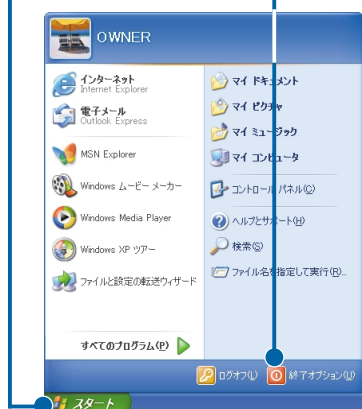 OWNER
インターネット
Internet Explorer
電子メール
Outlook Express
MSN Explorer
Windows ムービー メーカー
Windows Media Player
Windows XP ツアー
ファイルと設定の転送ウィザード
すべてのプログラム(P)
マイ ドキュメント
マイ ピクチャ
マイ ミュージック
マイ コンピュータ
コントロール パネル(C)
ヘルプとサポート(H)
検索(S)
ファイル名を指定して実行(R)...
ログオフ(L)
終了オプション(U)
スタート